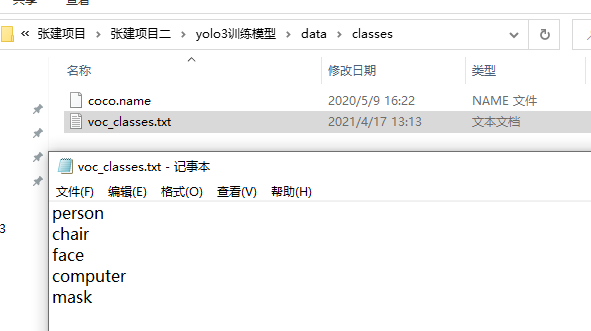 « 张建项目 > 张建项目二 > yolo3训练模型 > data > classes
名称 修改日期 类型
coco.name 2020/5/9 16:22 NAME 文件
voc_classes.txt 2021/4/17 13:13 文本文档
voc_classes.txt - 记事本
文件(F) 编辑(E) 格式(O) 查看(V) 帮助(H)
person
chair
face
computer
mask
3